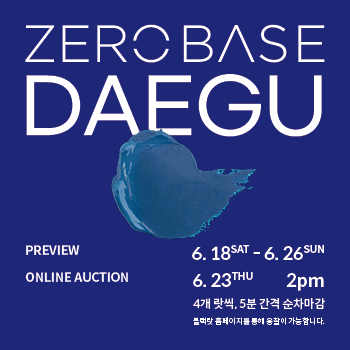 ZEROBASE
DAEGU
PREVIEW 6. 18SAT - 6. 26SUN
ONLINE AUCTION 6. 23THU 2pm
4개 랏씩, 5분 간격 순차마감
블랙랏 홈페이지를 통해 응찰이 가능합니다.